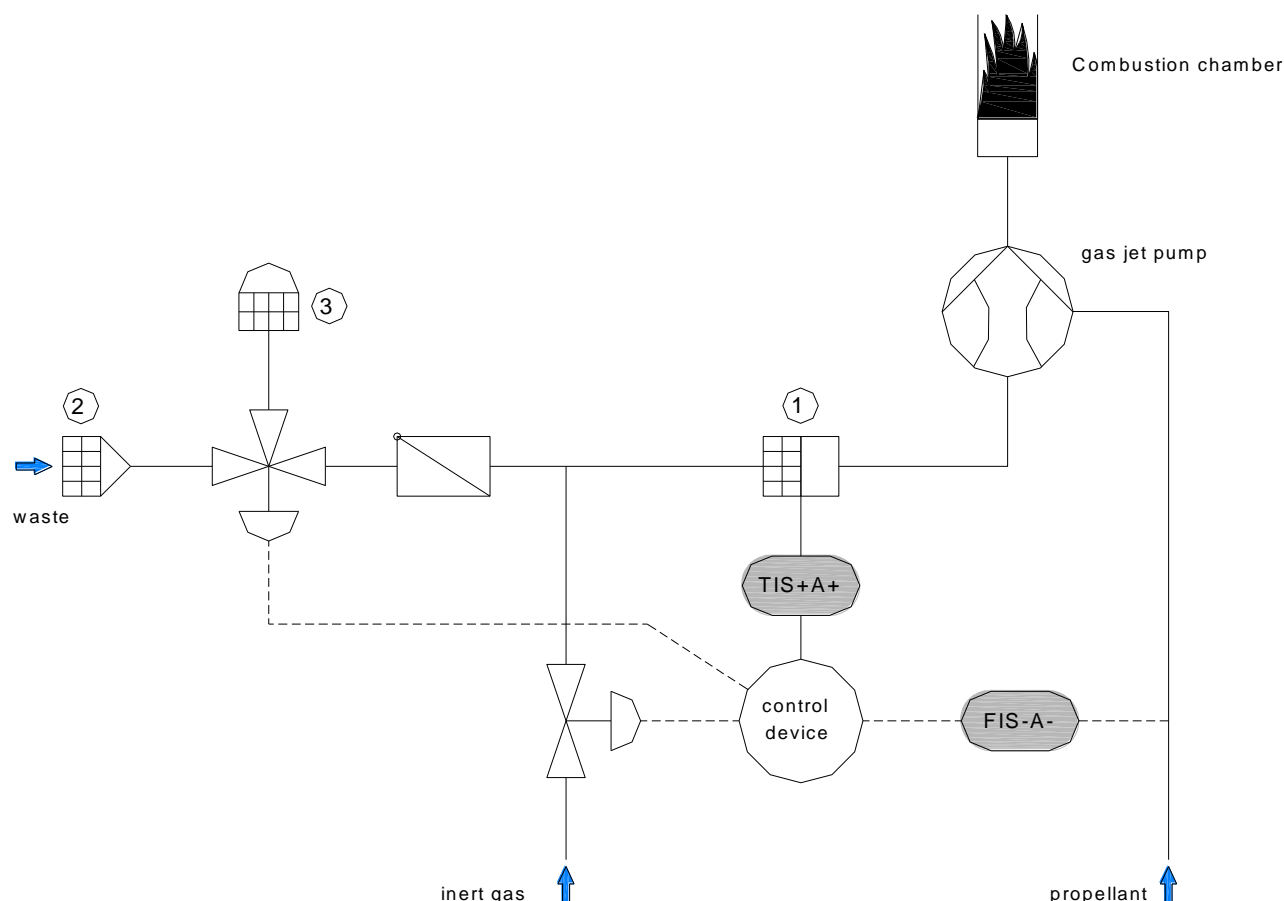 Combustion chamber
gas jet pump
3
2
1
waste
TIS+A+
control
device
FIS-A-
inert gas
propellant